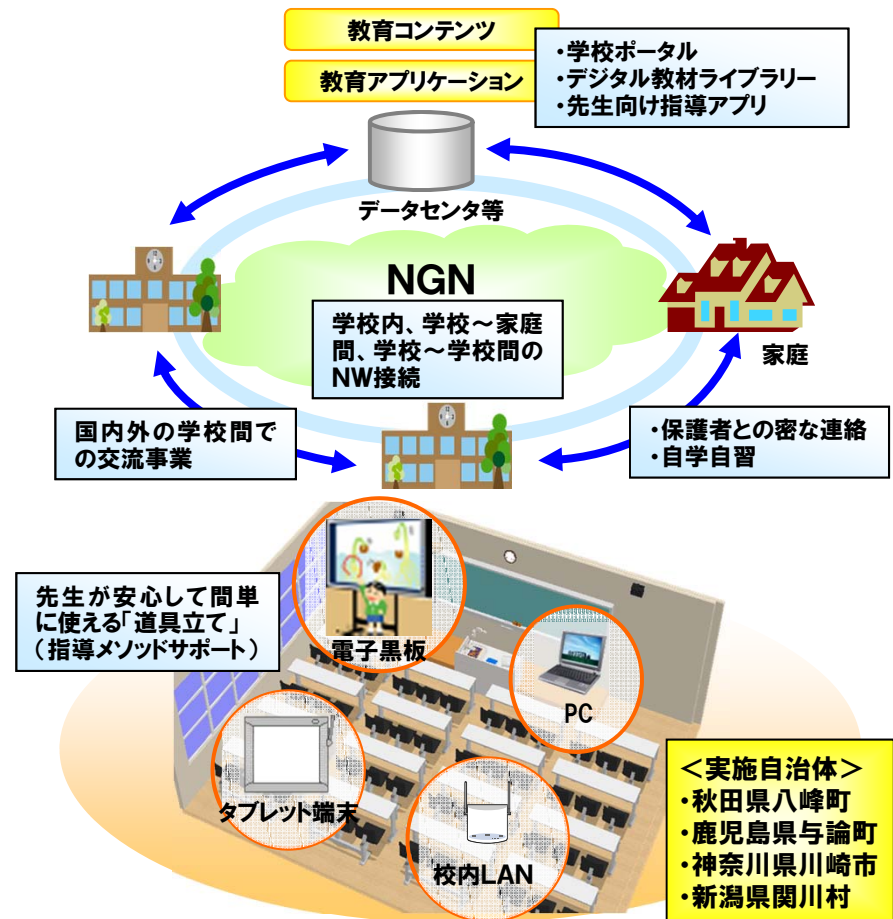 教育コンテンツ
教育アプリケーション
・学校ポータル
・デジタル教材ライブラリー
・先生向け指導アプリ
データセンタ等
NGN
学校内、学校～家庭
間、学校～学校間の
NW接続
家庭
国内外の学校間で
の交流事業
・保護者との密な連絡
・自学自習
先生が安心して間単
に使える「道具立て」
（指導メソッドサポート）
電子黒板
PC
タブレット端末
校内LAN
＜実施自治体＞
・秋田県八峰町
・鹿児島県与論町
・神奈川県川崎市
・新潟県関川村